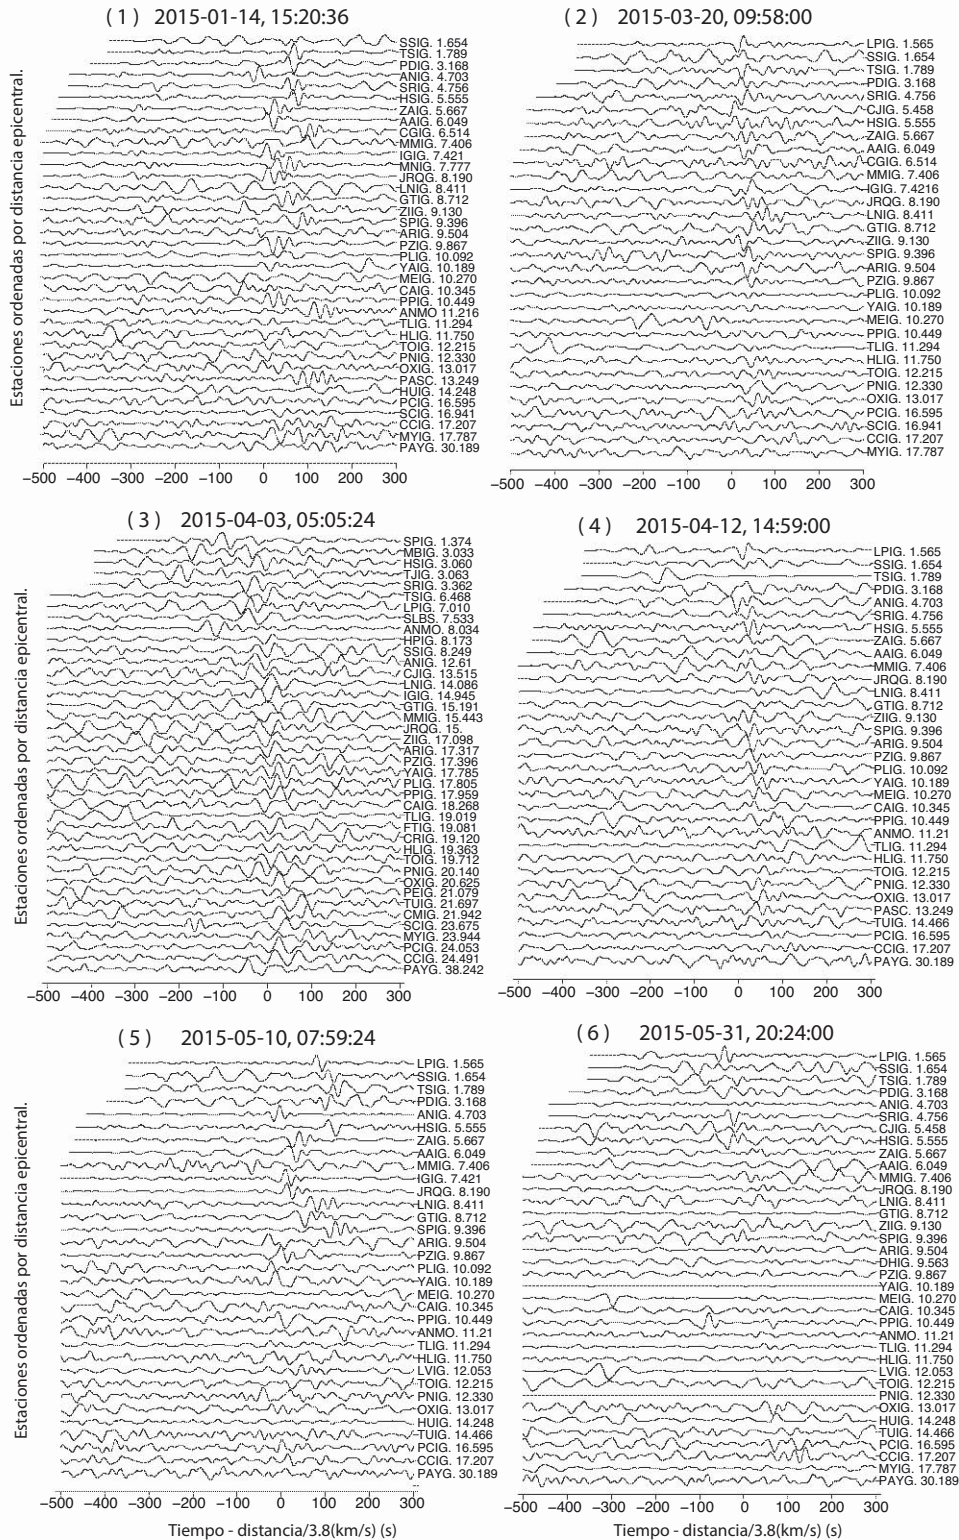 ( 1 ) 2015-01-14, 15:20:36
SSIG. 1.654
TSIG. 1.789
PDIG. 3.168
ANIG. 4.703
SRIG. 4.756
HSIG. 5.555
ZAIG. 5.667
AAIG. 6.049
CGIG. 6.514
MMIG. 7.406
IGIG. 7.421
MNIG. 7.777
JRQG. 8.190
LNIG. 8.411
GTIG. 8.712
ZIIG. 9.130
SPIG. 9.396
ARIG. 9.504
PZIG. 9.867
PLIG. 10.092
YAIG. 10.189
MEIG. 10.270
CAIG. 10.345
PPIG. 10.449
ANMO 11.216
TLIG. 11.294
HLIG. 11.750
TOIG. 12.215
PNIG. 12.330
OXIG. 13.017
PASC. 13.249
HUIG. 14.248
PCIG. 16.595
SCIG. 16.941
CCIG. 17.207
MYIG. 17.787
PAYG. 30.189
Estaciones ordenadas por distancia epicentral.
−500 −400 −300 −200 −100 0 100 200 300
( 2 ) 2015-03-20, 09:58:00
LPIG. 1.565
SSIG. 1.654
TSIG. 1.789
PDIG. 3.168
SRIG. 4.756
CJIG. 5.458
HSIG. 5.555
ZAIG. 5.667
AAIG. 6.049
CGIG. 6.514
MMIG. 7.406
IGIG. 7.4216
JRQG. 8.190
LNIG. 8.411
GTIG. 8.712
ZIIG. 9.130
SPIG. 9.396
ARIG. 9.504
PZIG. 9.867
PLIG. 10.092
YAIG. 10.189
MEIG. 10.270
PPIG. 10.449
TLIG. 11.294
HLIG. 11.750
TOIG. 12.215
PNIG. 12.330
OXIG. 13.017
PCIG. 16.595
SCIG. 16.941
CCIG. 17.207
MYIG. 17.787
−500 −400 −300 −200 −100 0 100 200 300
( 3 ) 2015-04-03, 05:05:24
SPIG. 1.374
MBIG. 3.033
HSIG. 3.060
TJIG. 3.063
SRIG. 3.362
TSIG. 6.468
LPIG. 7.010
SLBS. 7.533
ANMO. 8.034
HPIG. 8.173
SSIG. 8.249
ANIG. 12.61
CJIG. 13.515
LNIG. 14.086
IGIG. 14.945
GTIG. 15.191
MMIG. 15.443
JRQG. 15.
ZIIG. 17.098
ARIG. 17.317
PZIG. 17.396
YAIG. 17.785
PLIG. 17.805
PPIG. 17.959
CAIG. 18.268
TLIG. 19.019
FTIG. 19.081
CRIG. 19.120
HLIG. 19.363
TOIG. 19.712
PNIG. 20.140
OXIG. 20.625
PEIG. 21.079
TUIG. 21.697
CMIG. 21.942
SCIG. 23.675
MYIG. 23.944
PCIG. 24.053
CCIG. 24.491
PAYG. 38.242
Estaciones ordenadas por distancia epicentral.
−500 −400 −300 −200 −100 0 100 200 300
( 4 ) 2015-04-12, 14:59:00
LPIG. 1.565
SSIG. 1.654
TSIG. 1.789
PDIG. 3.168
ANIG. 4.703
SRIG. 4.756
HSIG. 5.555
ZAIG. 5.667
AAIG. 6.049
MMIG. 7.406
JRQG. 8.190
LNIG. 8.411
GTIG. 8.712
ZIIG. 9.130
SPIG. 9.396
ARIG. 9.504
PZIG. 9.867
PLIG. 10.092
YAIG. 10.189
MEIG. 10.270
CAIG. 10.345
PPIG. 10.449
ANMO. 11.21
TLIG. 11.294
HLIG. 11.750
TOIG. 12.215
PNIG. 12.330
OXIG. 13.017
PASC. 13.249
TUIG. 14.466
PCIG. 16.595
CCIG. 17.207
PAYG. 30.189
−500 −400 −300 −200 −100 0 100 200 300
( 5 ) 2015-05-10, 07:59:24
LPIG. 1.565
SSIG. 1.654
TSIG. 1.789
PDIG. 3.168
ANIG. 4.703
HSIG. 5.555
ZAIG. 5.667
AAIG. 6.049
MMIG. 7.406
IGIG. 7.421
JRQG. 8.190
LNIG. 8.411
GTIG. 8.712
SPIG. 9.396
ARIG. 9.504
PZIG. 9.867
PLIG. 10.092
YAIG. 10.189
MEIG. 10.270
CAIG. 10.345
PPIG. 10.449
ANMO. 11.21
TLIG. 11.294
HLIG. 11.750
LVIG. 12.053
TOIG. 12.215
PNIG. 12.330
OXIG. 13.017
HUIG. 14.248
TUIG. 14.466
PCIG. 16.595
CCIG. 17.207
PAYG. 30.189
Estaciones ordenadas por distancia epicentral.
−500 −400 −300 −200 −100 0 100 200 300
Tiempo - distancia/3.8(km/s) (s)
( 6 ) 2015-05-31, 20:24:00
LPIG. 1.565
SSIG. 1.654
TSIG. 1.789
PDIG. 3.168
ANIG. 4.703
SRIG. 4.756
CJIG. 5.458
HSIG. 5.555
ZAIG. 5.667
AAIG. 6.049
MMIG. 7.406
JRQG. 8.190
LNIG. 8.411
GTIG. 8.712
ZIIG. 9.130
SPIG. 9.396
ARIG. 9.504
DHIG. 9.563
PZIG. 9.867
YAIG. 10.189
MEIG. 10.270
CAIG. 10.345
PPIG. 10.449
ANMO. 11.21
TLIG. 11.294
HLIG. 11.750
LVIG. 12.053
TOIG. 12.215
PNIG. 12.330
OXIG. 13.017
HUIG. 14.248
TUIG. 14.466
PCIG. 16.595
CCIG. 17.207
MYIG. 17.787
PAYG. 30.189
−500 −400 −300 −200 −100 0 100 200 300
Tiempo - distancia/3.8(km/s) (s)